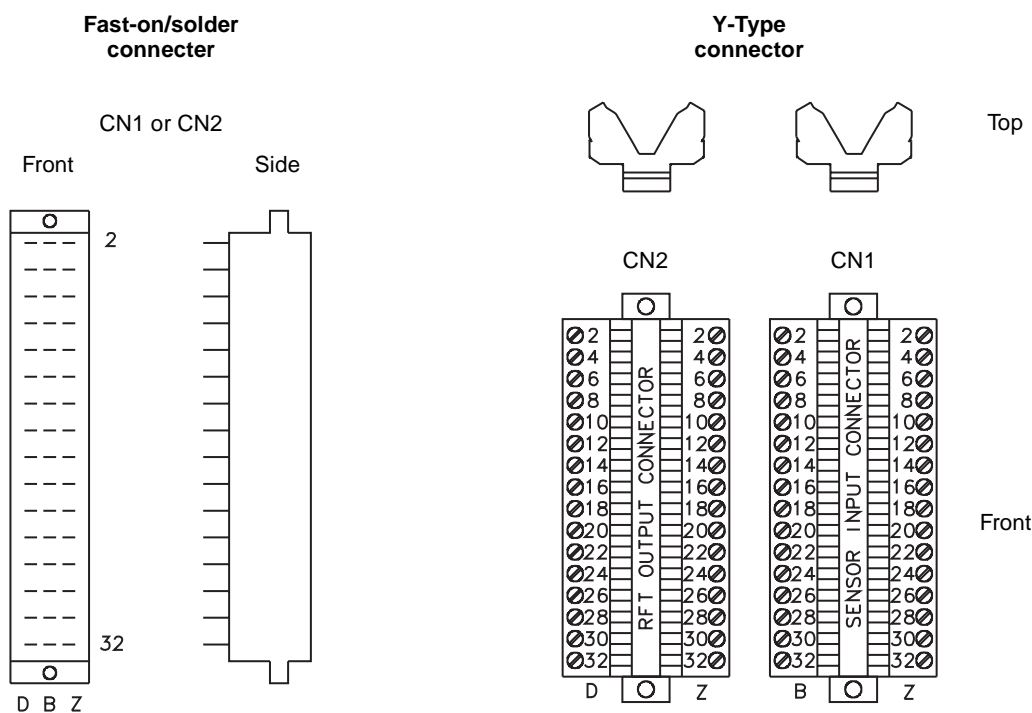 Fast-on/solder
connecter
CN1 or CN2
Front
Side
2
32
D B Z
Y-Type
connector
Top
CN2
CN1
2 2
4 4
6 6
8 8
10 10
12 12
14 14
16 16
18 18
20 20
22 22
24 24
26 26
28 28
30 30
32 32
RFT OUTPUT CONNECTOR
D Z
2 2
4 4
6 6
8 8
10 10
12 12
14 14
16 16
18 18
20 20
22 22
24 24
26 26
28 28
30 30
32 32
SENSOR INPUT CONNECTOR
B Z
Front